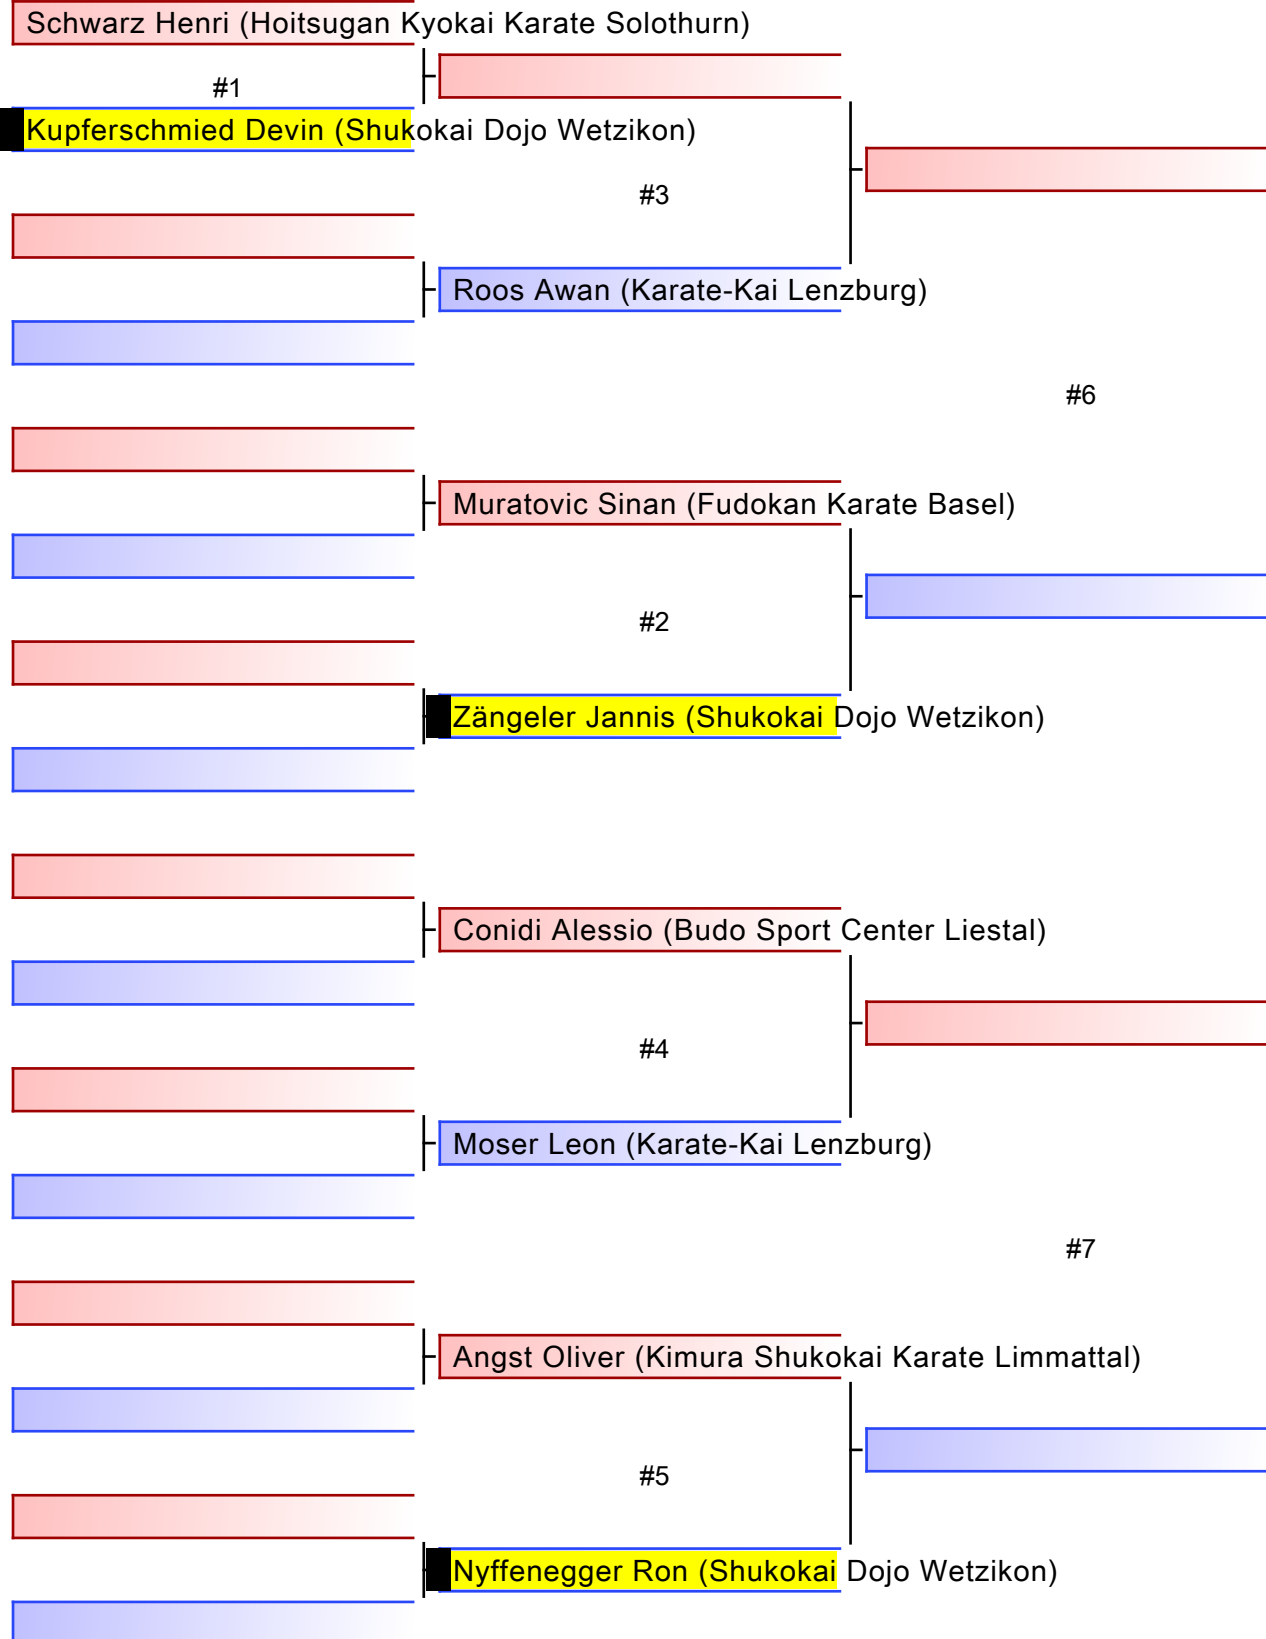 Schwarz Henri (Hoitsugan Kyokai Karate Solothurn)
#1
Kupferschmied Devin (Shukokai Dojo Wetzikon)
#3
Roos Awan (Karate-Kai Lenzburg)
#6
Muratovic Sinan (Fudokan Karate Basel)
#2
Zängeler Jannis (Shukokai Dojo Wetzikon)
Conidi Alessio (Budo Sport Center Liestal)
#4
Moser Leon (Karate-Kai Lenzburg)
#7
Angst Oliver (Kimura Shukokai Karate Limmattal)
#5
Nyffenegger Ron (Shukokai Dojo Wetzikon)